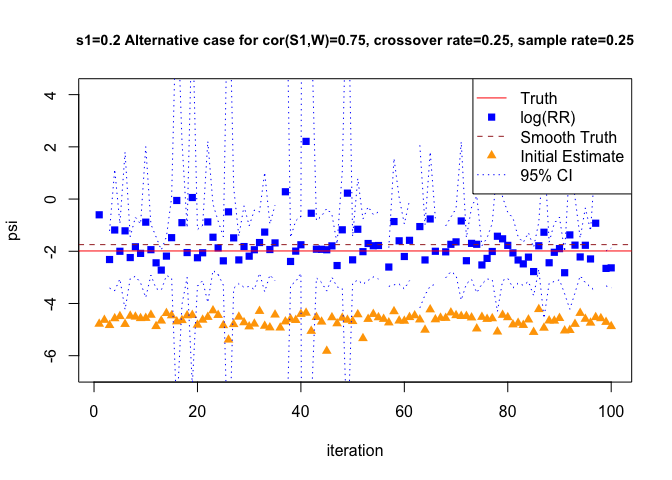 s1=0.2 Alternative case for cor(S1,W)=0.75, crossover rate=0.25, sample rate=0.25
Truth
log(RR)
Smooth Truth
Initial Estimate
95% CI
4
2
0
-2
-4
-6
psi
0 20 40 60 80 100
iteration